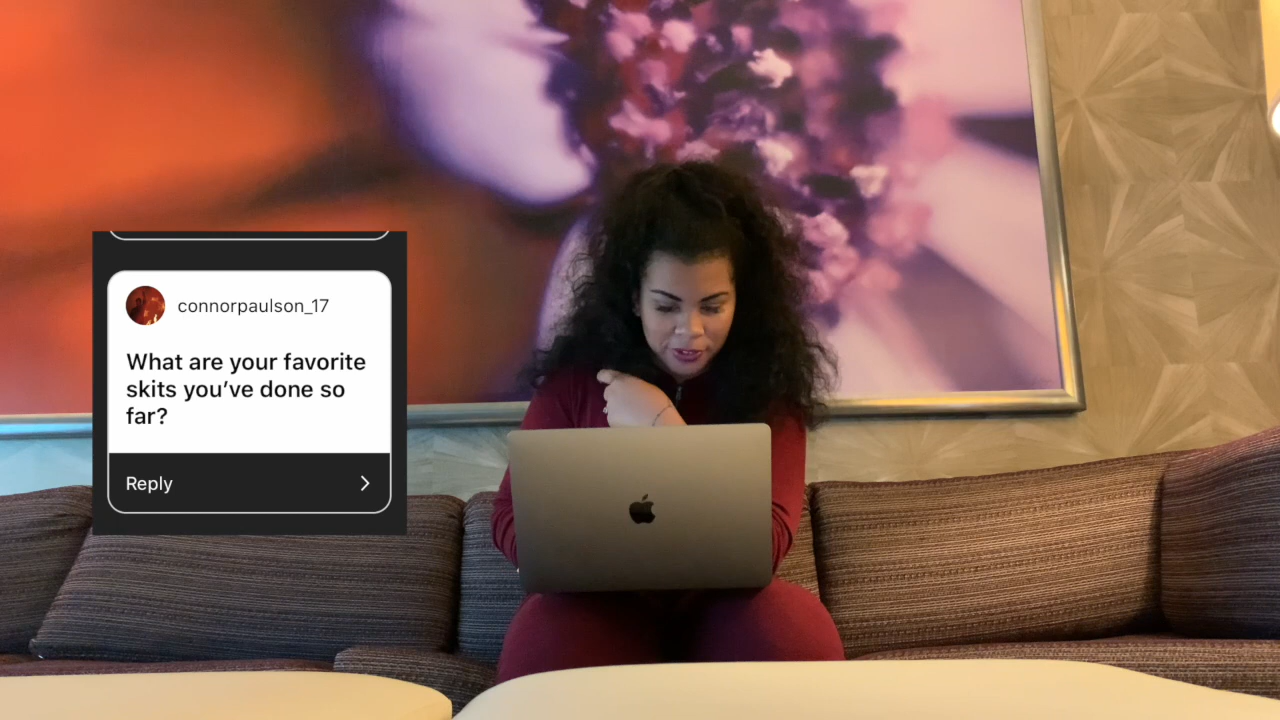 connorpaulson_17
What are your favorite
skits you've done so
far?
Reply